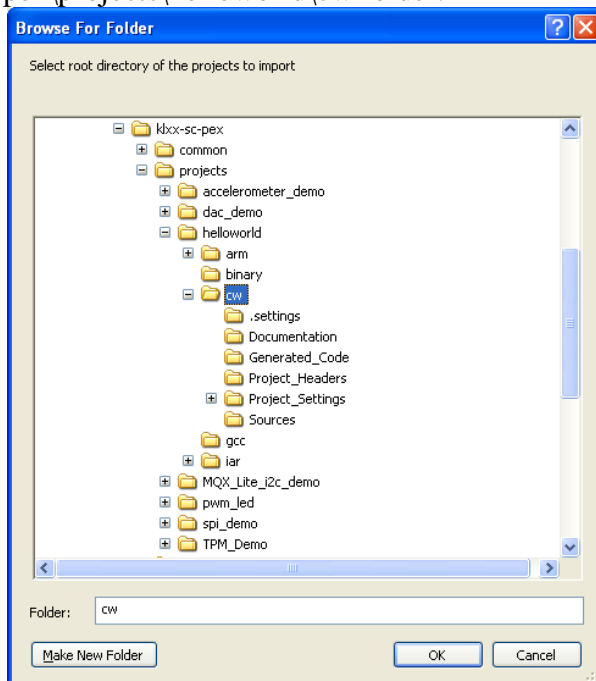 Browse For Folder
Select root directory of the projects to import
klxx-sc-pex
common
projects
accelerometer_demo
dac_demo
helloworld
arm
binary
cw
.settings
Documentation
Generated_Code
Project_Headers
Project_Settings
Sources
gcc
iar
MQX_Lite_i2c_demo
pwm_led
spi_demo
TPM_Demo
Folder: cw
Make New Folder OK Cancel